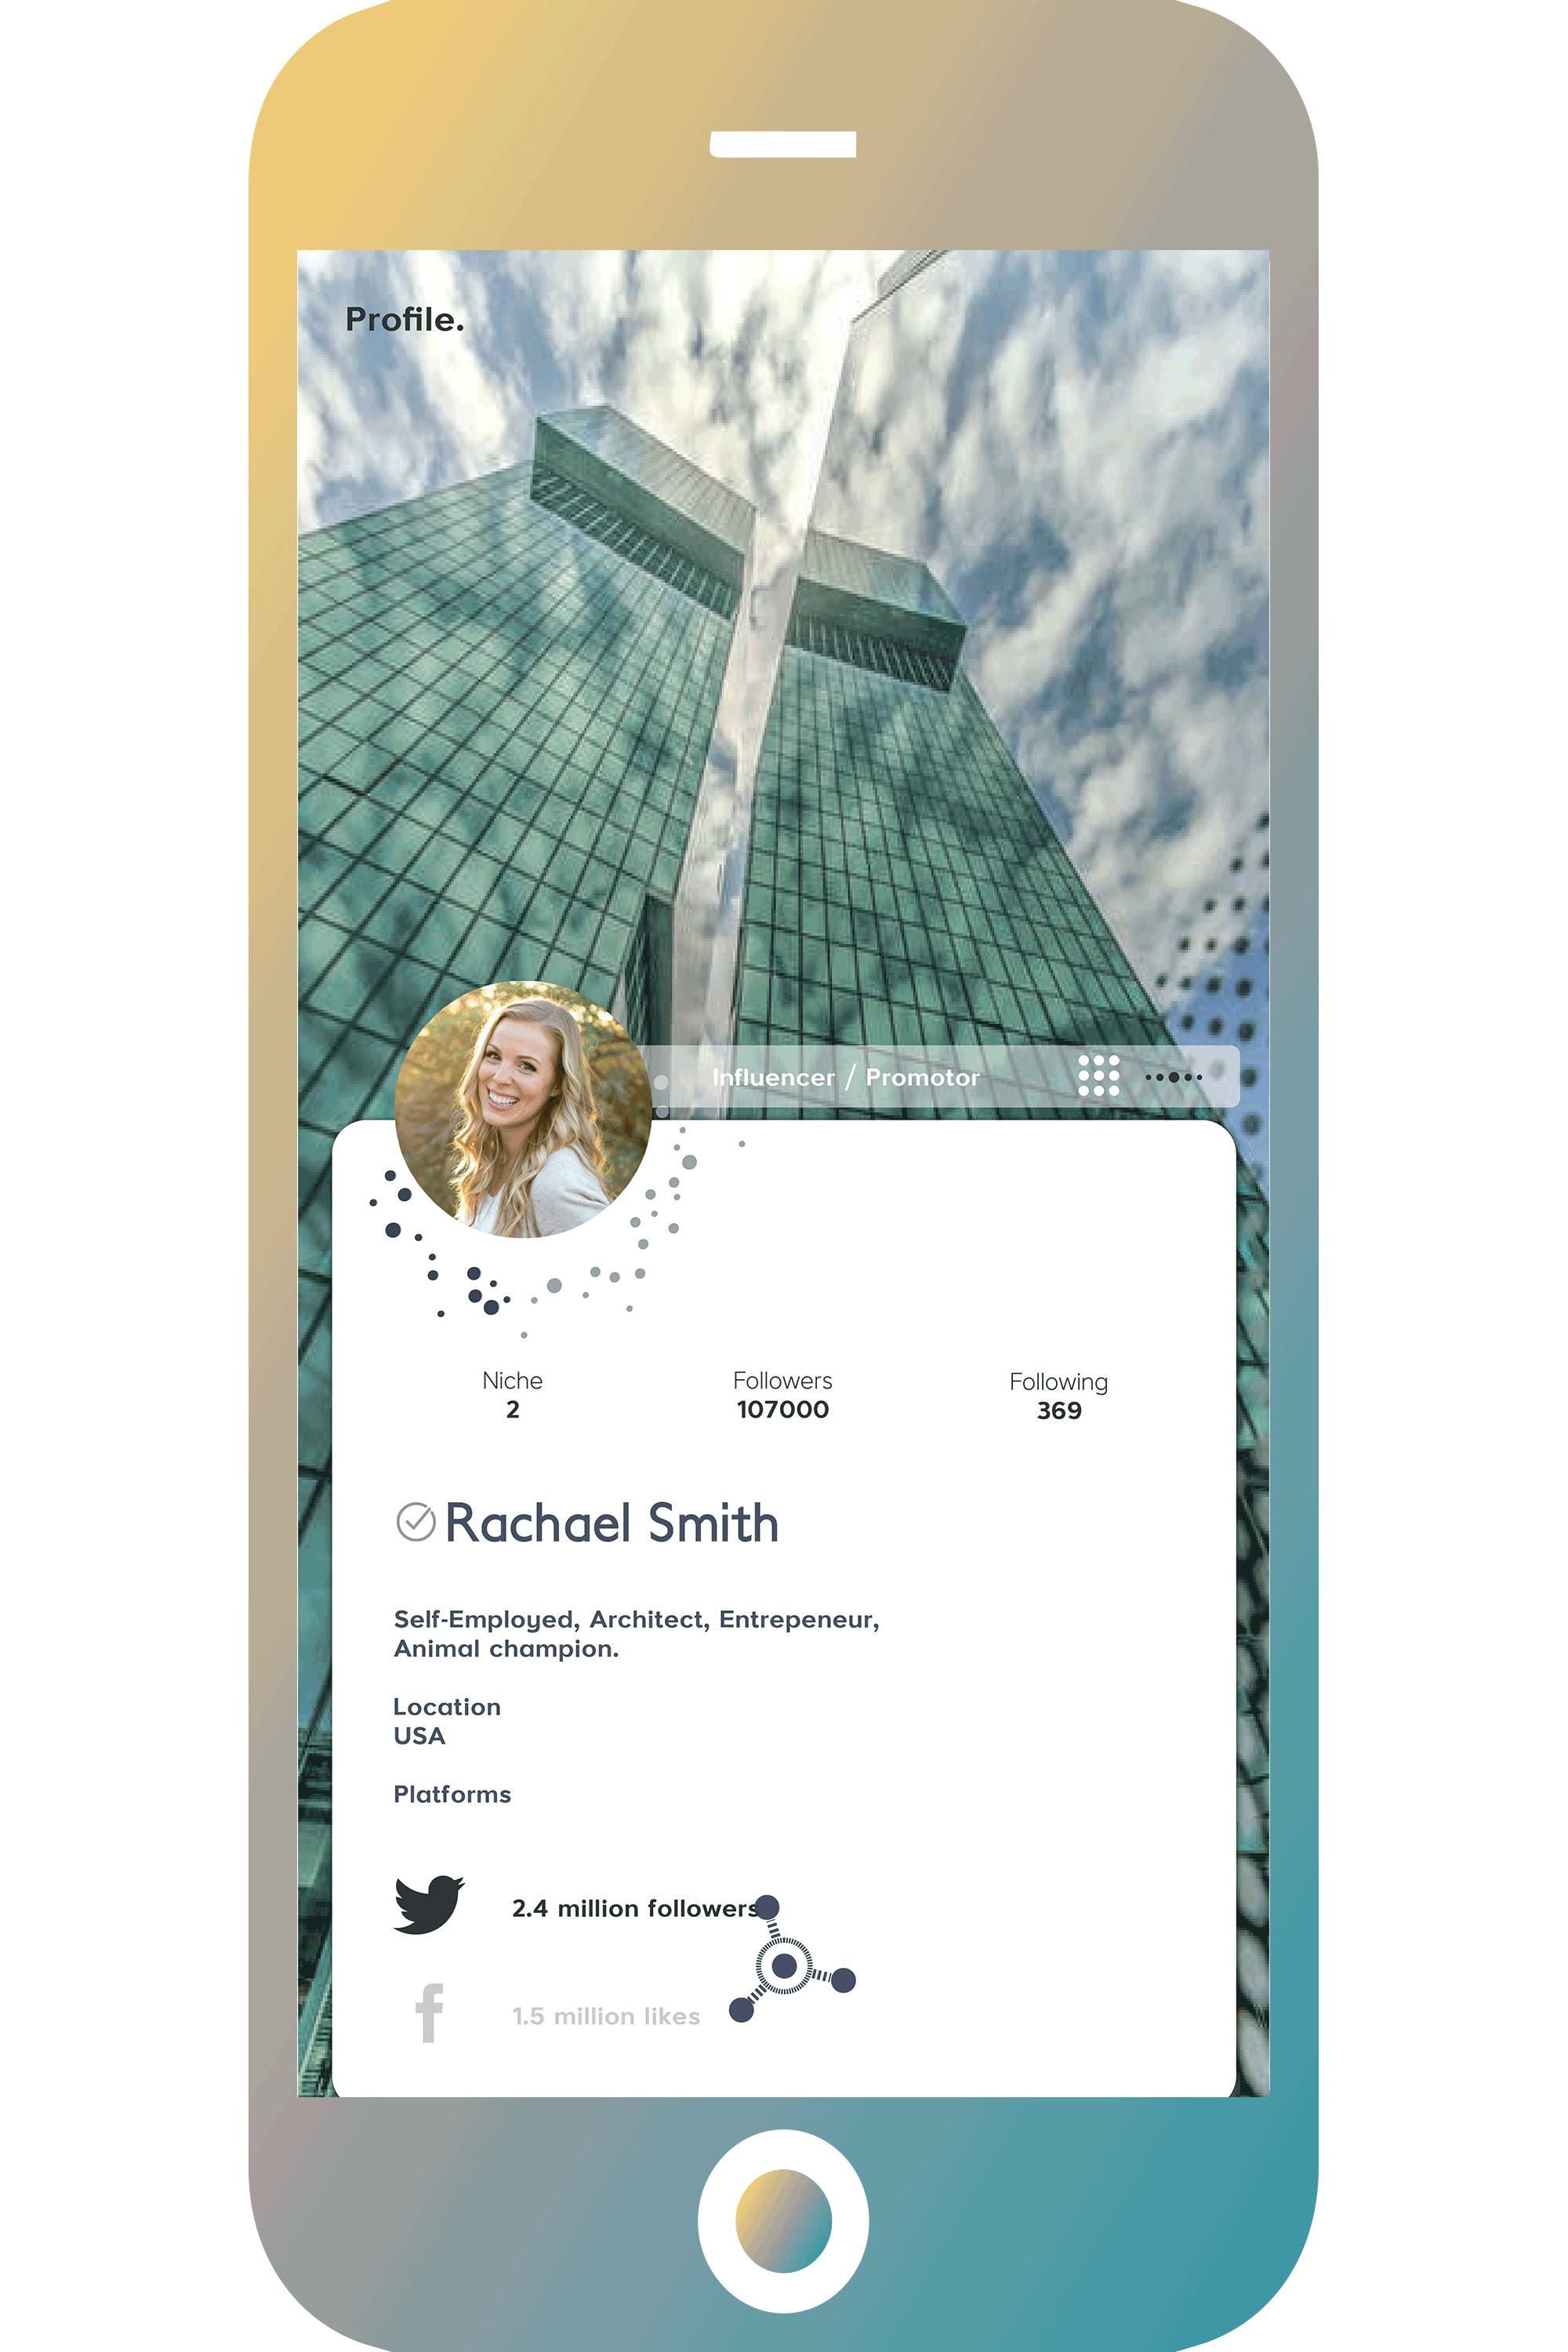 Profile.
Influencer / Promotor
Niche Followers Following
2 107000 369
Rachael Smith
Self-Employed, Architect, Entrepeneur,
Animal champion.
Location
USA
Platforms
2.4 million followers
1.5 million likes